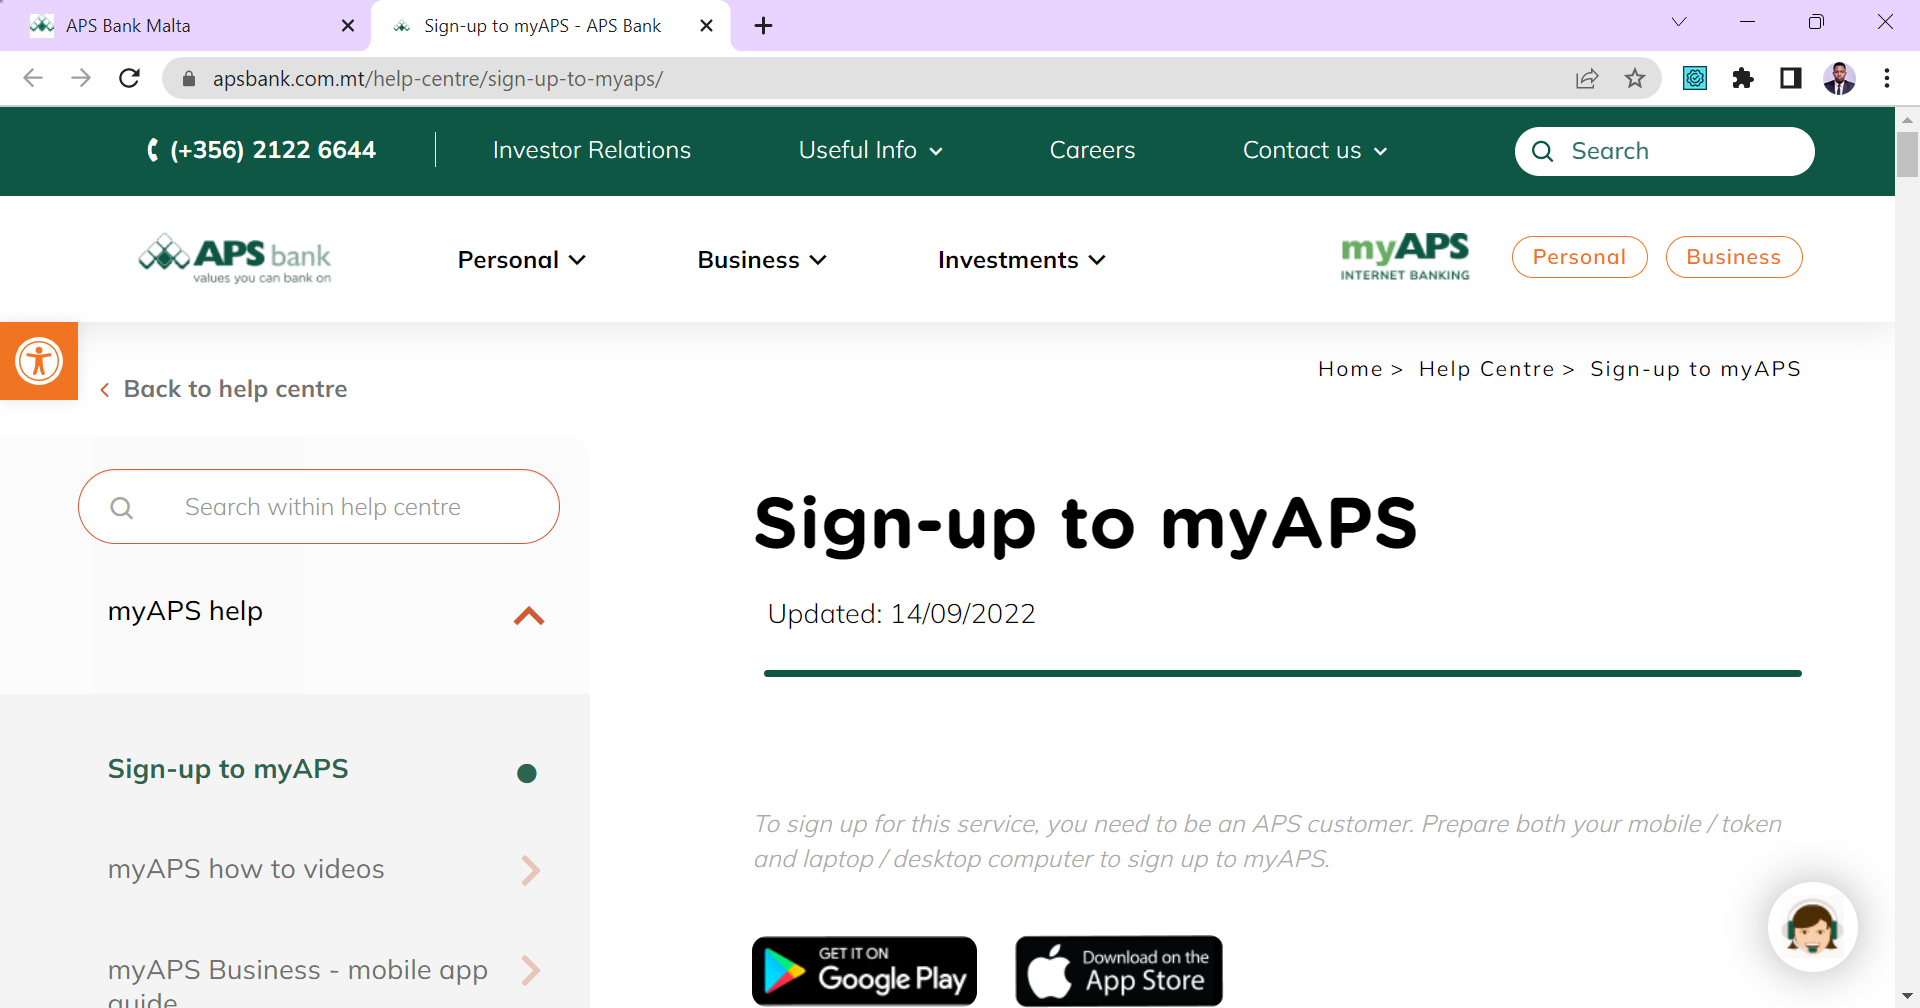 APS Bank Malta
Sign-up to myAPS - APS Bank
apsbank.com.mt/help-centre/sign-up-to-myaps/
(+356) 2122 6644
Investor Relations
Useful Info
Careers
Contact us
Search
APS bank
values you can bank on
Personal
Business
Investments
myAPS
INTERNET BANKING
Personal
Business
Home > Help Centre > Sign-up to myAPS
Back to help centre
Search within help centre
myAPS help
Sign-up to myAPS
myAPS how to videos
myAPS Business - mobile app
guide
Sign-up to myAPS
Updated: 14/09/2022
To sign up for this service, you need to be an APS customer. Prepare both your mobile / token
and laptop / desktop computer to sign up to myAPS.
GET IT ON
Google Play
Download on the
App Store